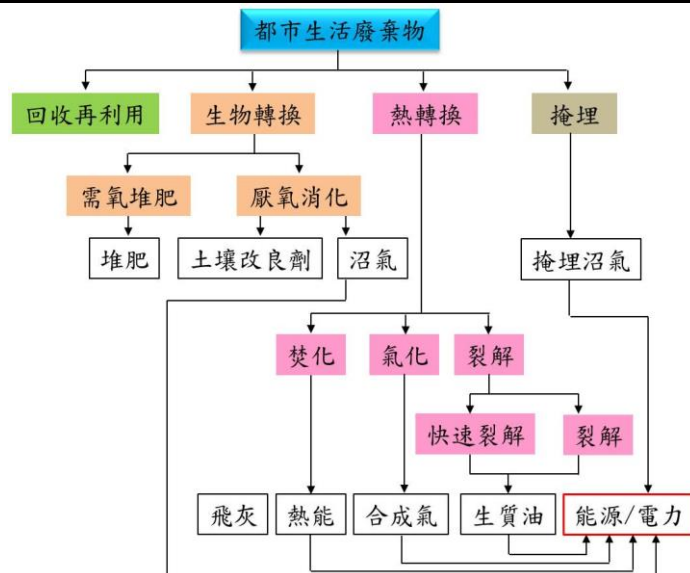 都市生活廢棄物
回收再利用
生物轉換
熱轉換
掩埋
需氧堆肥
厭氧消化
堆肥
土壤改良劑
沼氣
掩埋沼氣
焚化
氣化
裂解
快速裂解
裂解
飛灰
熱能
合成氣
生質油
能源/電力